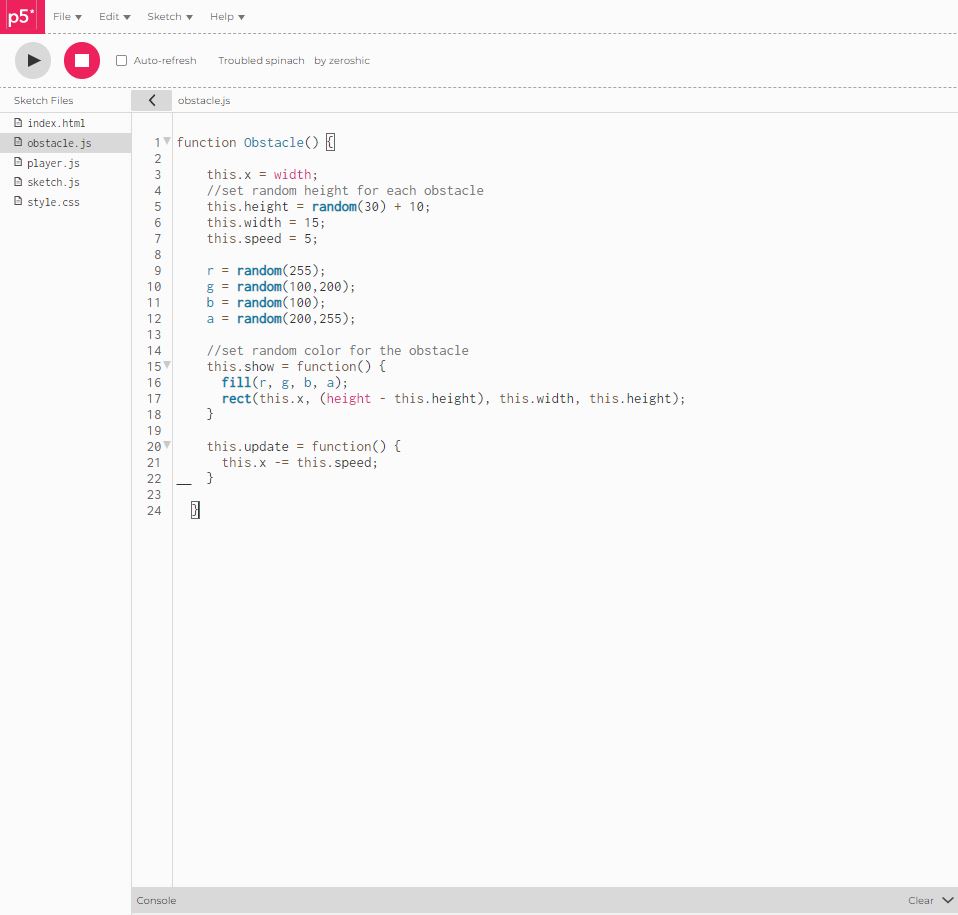 p5*
File Edit Sketch Help
Auto-refresh Troubled spinach by zeroshic
Sketch Files
index.html
obstacle.js
player.js
sketch.js
style.css
obstacle.js
1 function Obstacle() {
2
3 this.x = width;
4 //set random height for each obstacle
5 this.height = random(30) + 10;
6 this.width = 15;
7 this.speed = 5;
8
9 r = random(255);
10 g = random(100,200);
11 b = random(100);
12 a = random(200,255);
13
14 //set random color for the obstacle
15 this.show = function() {
16 fill(r, g, b, a);
17 rect(this.x, (height - this.height), this.width, this.height);
18 }
19
20 this.update = function() {
21 this.x -= this.speed;
22 __ }
23
24 }
Console Clear